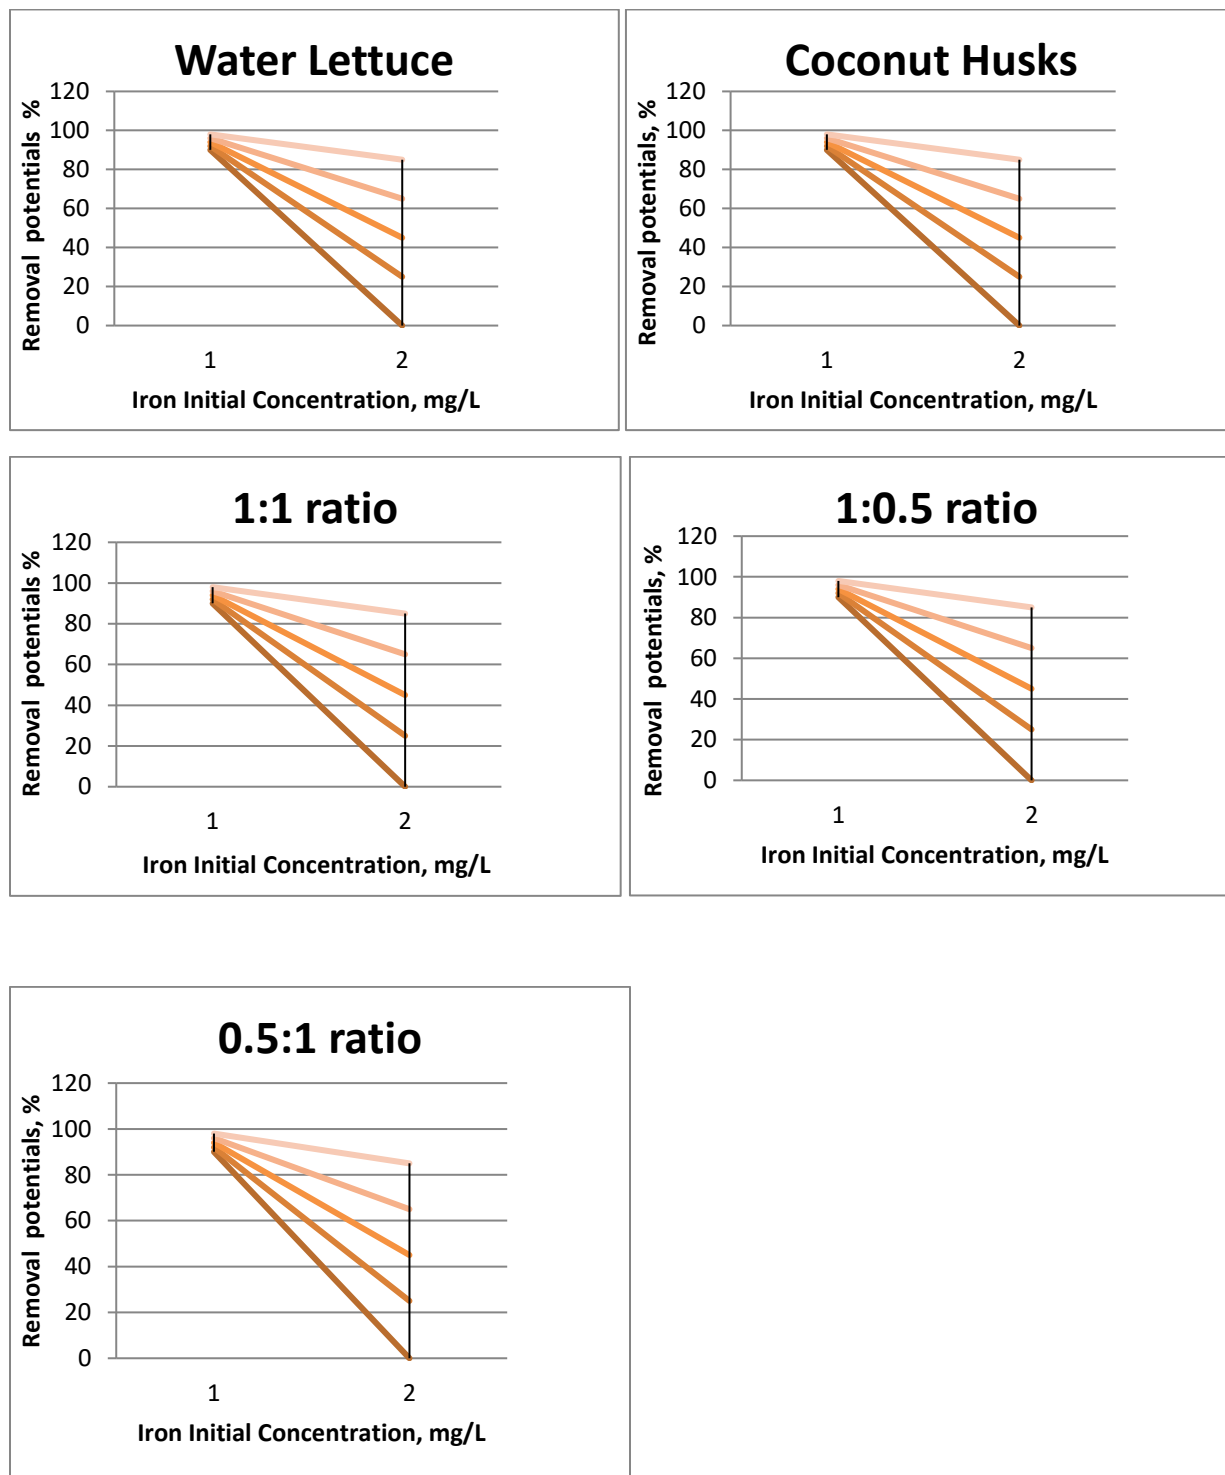 Water Lettuce
Removal potentials %
120
100
80
60
40
20
0
1 2
Iron Initial Concentration, mg/L
Coconut Husks
Removal potentials, %
120
100
80
60
40
20
0
1 2
Iron Initial Concentration, mg/L
1:1 ratio
Removal potentials %
120
100
80
60
40
20
0
1 2
Iron Initial Concentration, mg/L
1:0.5 ratio
Removal potentials, %
120
100
80
60
40
20
0
1 2
Iron Initial Concentration, mg/L
0.5:1 ratio
Removal potentials, %
120
100
80
60
40
20
0
1 2
Iron Initial Concentration, mg/L